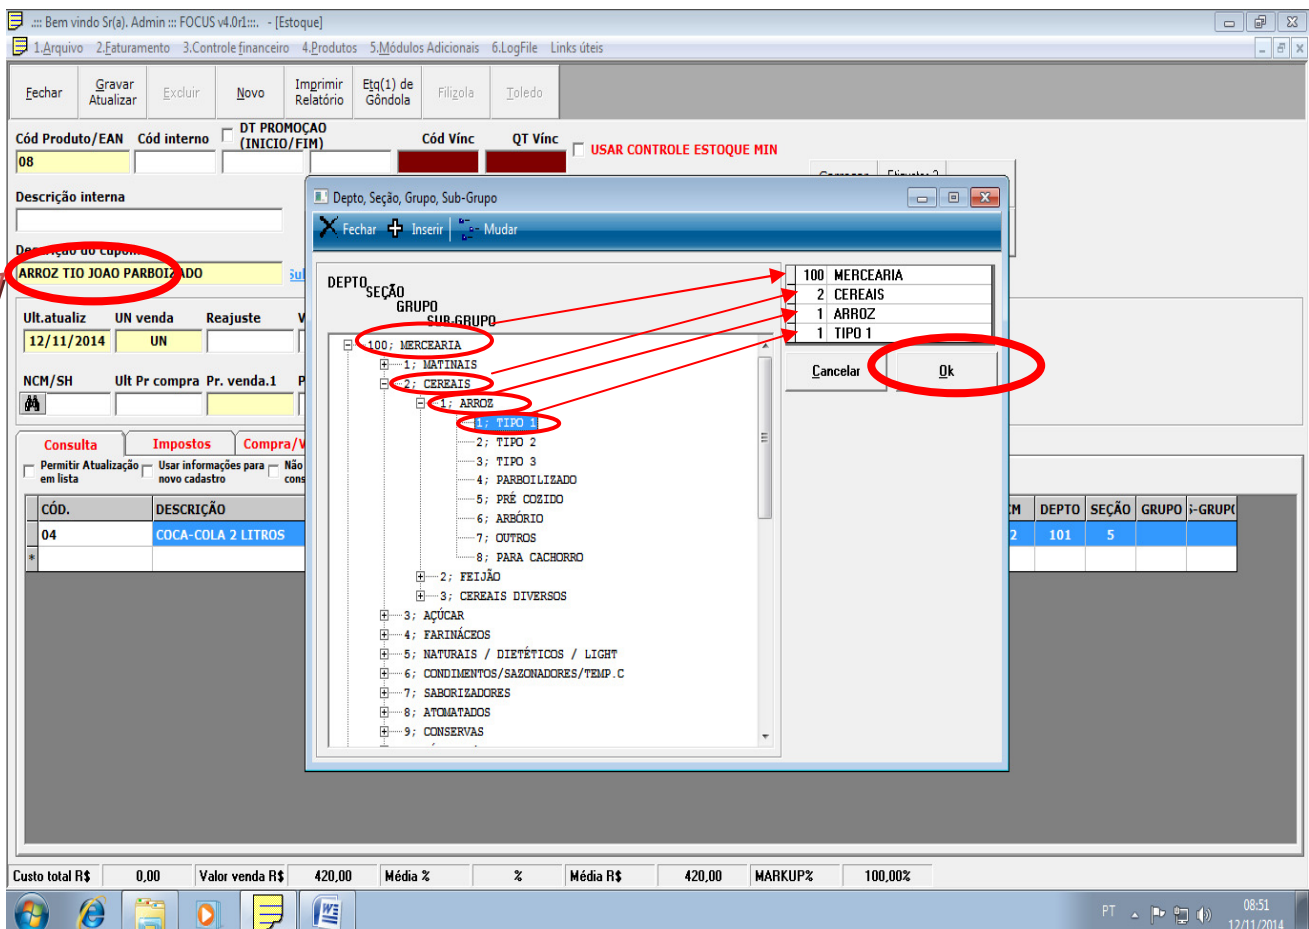 .::: Bem vindo Sr(a). Admin ::: FOCUS v4.0r1:::. - [Estoque]
1.Arquivo 2.Faturamento 3.Controle financeiro 4.Produtos 5.Módulos Adicionais 6.LogFile Links úteis
Fechar Gravar Atualizar Excluir Novo Imprimir Relatório Etq(1) de Gôndola Filizola Toledo
Cód Produto/EAN Cód interno DT PROMOÇAO (INICIO/FIM) Cód Vínc QT Vínc USAR CONTROLE ESTOQUE MIN
08
Descrição interna
ARROZ TIO JOAO PARBOIZADO
Ult.atualiz UN venda Reajuste V
12/11/2014 UN
NCM/SH Ult Pr compra Pr. venda.1 P
Consulta Impostos Compra/V
Permitir Atualização em lista Usar informações para novo cadastro Não cons
CÓD. DESCRIÇÃO DEPTO SEÇÃO GRUPO
04 COCA-COLA 2 LITROS 2 101 5
*
Depto, Seção, Grupo, Sub-Grupo
Fechar Inserir Mudar
DEPTO
SEÇÃO
GRUPO
SUB-GRUPO
100; MERCEARIA
1; MATINAIS
2; CEREAIS
1; ARROZ
1; TIPO 1
2; TIPO 2
3; TIPO 3
4; PARBOILIZADO
5; PRÉ COZIDO
6; ARBÓRIO
7; OUTROS
8; PARA CACHORRO
2; FEIJÃO
3; CEREAIS DIVERSOS
3; AÇÚCAR
4; FARINÁCEOS
5; NATURAIS / DIETÉTICOS / LIGHT
6; CONDIMENTOS/SAZONADORES/TEMP.C
7; SABORIZADORES
8; ATOMATADOS
9; CONSERVAS
100 MERCEARIA
2 CEREAIS
1 ARROZ
1 TIPO 1
Cancelar Ok
Custo total R$ 0,00 Valor venda R$ 420,00 Média % % Média R$ 420,00 MARKUP% 100,00%
PT 08:51
12/11/2014